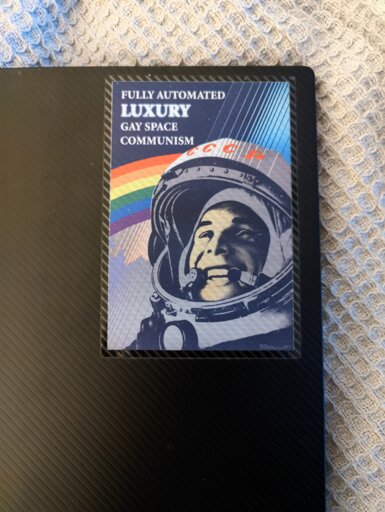 FULLY AUTOMATED
LUXURY
GAY SPACE
COMMUNISM
СССР